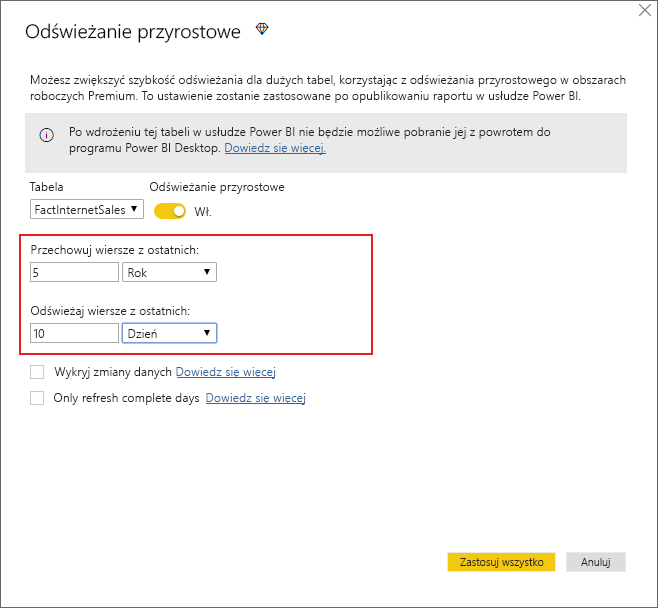 Odświeżanie przyrostowe
Możesz zwiększyć szybkość odświeżania dla dużych tabel, korzystając z odświeżania przyrostowego w obszarach
roboczych Premium. To ustawienie zostanie zastosowane po opublikowaniu raportu w usłudze Power BI.
Po wdrożeniu tej tabeli w usłudze Power BI nie będzie możliwe pobranie jej z powrotem do
programu Power BI Desktop. Dowiedz się więcej.
Tabela Odświeżanie przyrostowe
FactInternetSales Wł.
Przechowuj wiersze z ostatnich:
5 Rok
Odświeżaj wiersze z ostatnich:
10 Dzień
Wykryj zmiany danych Dowiedz się więcej
Only refresh complete days Dowiedz się więcej
Zastosuj wszystko Anuluj